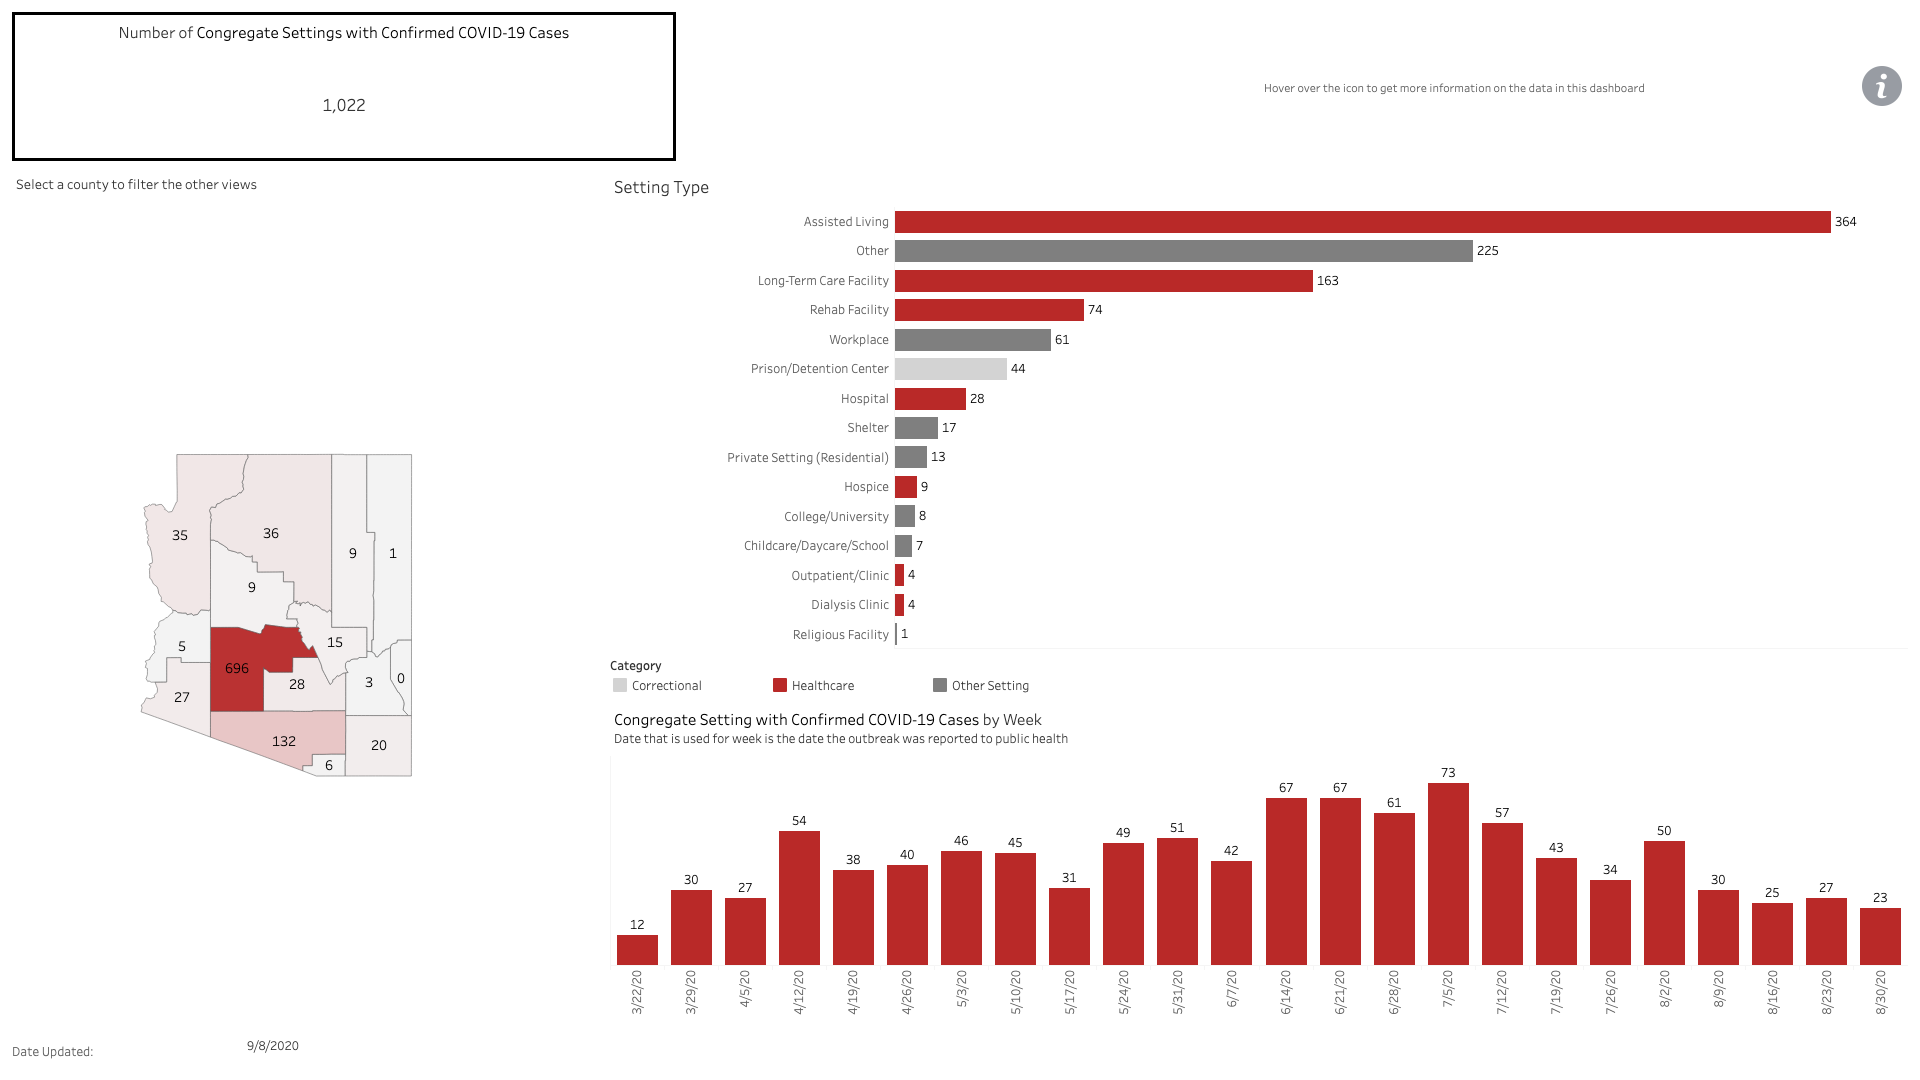 Number of Congregate Settings with Confirmed COVID-19 Cases
1,022
Hover over the icon to get more information on the data in this dashboard
i
Select a county to filter the other views
35
36
9
1
9
5
15
696
28
3
0
27
132
20
6
Setting Type
Assisted Living 364
Other 225
Long-Term Care Facility 163
Rehab Facility 74
Workplace 61
Prison/Detention Center 44
Hospital 28
Shelter 17
Private Setting (Residential) 13
Hospice 9
College/University 8
Childcare/Daycare/School 7
Outpatient/Clinic 4
Dialysis Clinic 4
Religious Facility 1
Category
Correctional Healthcare Other Setting
Congregate Setting with Confirmed COVID-19 Cases by Week
Date that is used for week is the date the outbreak was reported to public health
12 30 27 54 38 40 46 45 31 49 51 42 67 67 61 73 57 43 34 50 30 25 27 23
3/22/20 3/29/20 4/5/20 4/12/20 4/19/20 4/26/20 5/3/20 5/10/20 5/17/20 5/24/20 5/31/20 6/7/20 6/14/20 6/21/20 6/28/20 7/5/20 7/12/20 7/19/20 7/26/20 8/2/20 8/9/20 8/16/20 8/23/20 8/30/20
Date Updated: 9/8/2020